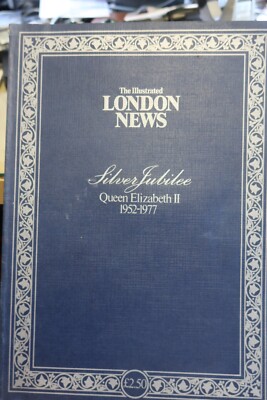 The Illustrated
LONDON
NEWS
Silver Jubilee
Queen Elizabeth II
1952-1977
£2.50